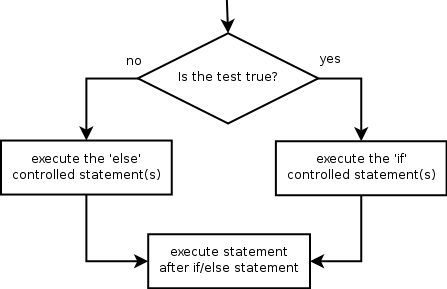 no
yes
Is the test true?
execute the 'else'
controlled statement(s)
execute the 'if'
controlled statement(s)
execute statement
after if/else statement